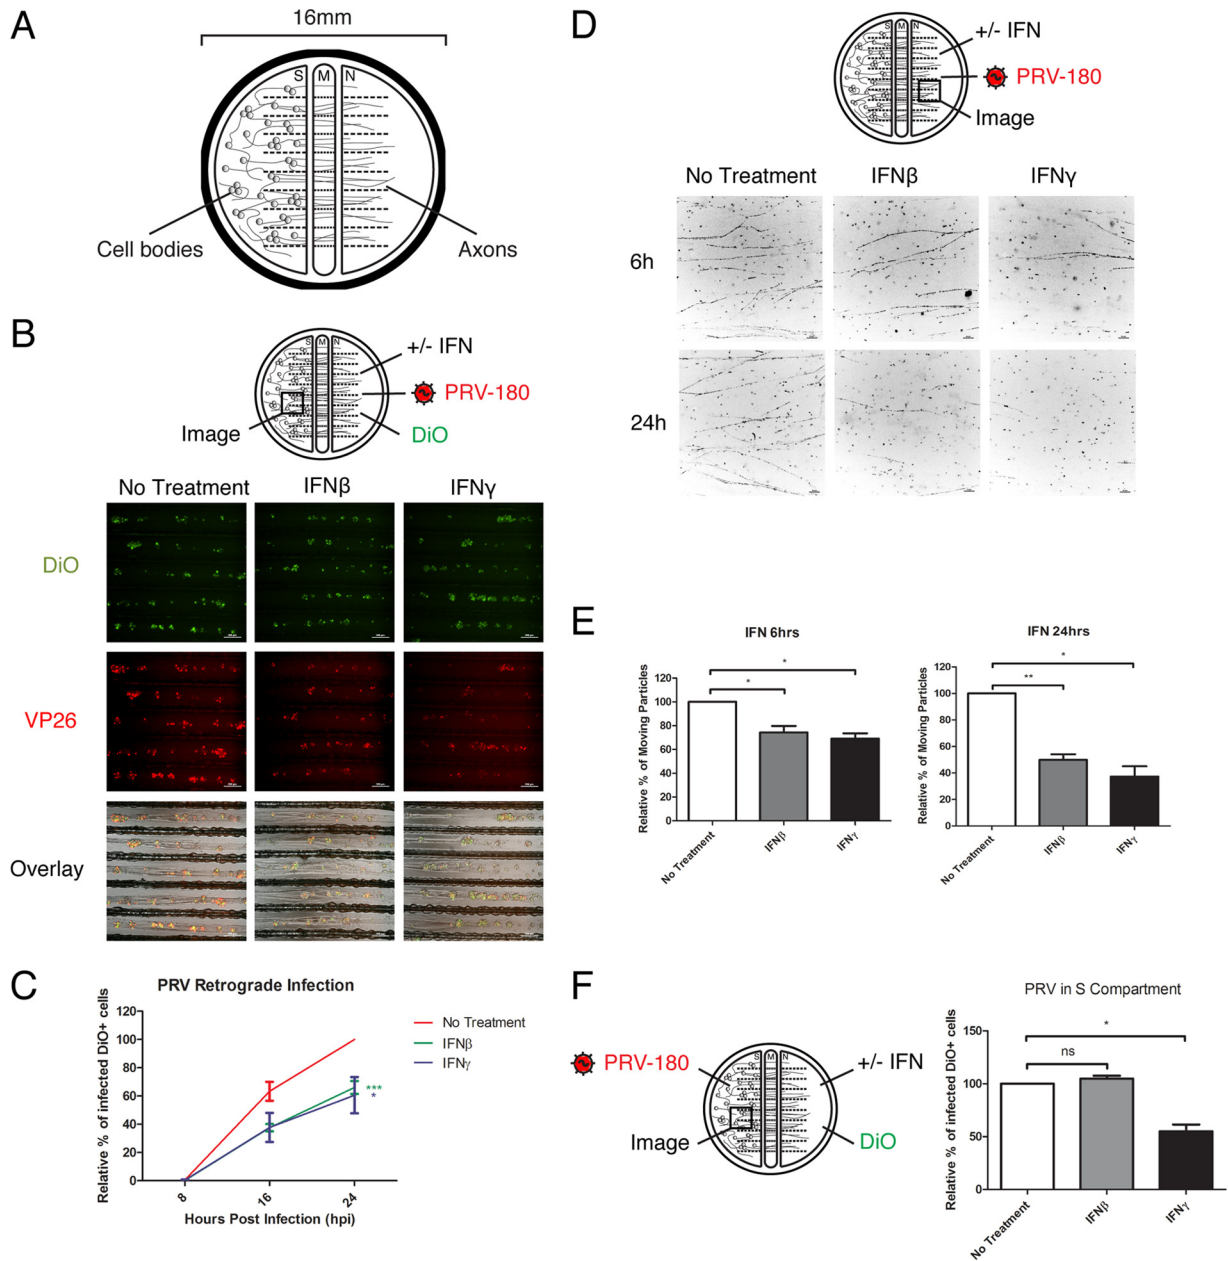 A
16mm
S M N
Cell bodies
Axons
B
S M N
+/- IFN
PRV-180
DiO
Image
No Treatment IFNβ IFNγ
DiO
VP26
Overlay
C
PRV Retrograde Infection
Relative % of infected DiO+ cells
120
100
80
60
40
20
0
8 16 24
Hours Post Infection (hpi)
No Treatment
IFNβ
IFNγ
***
*
D
S M N
+/- IFN
PRV-180
Image
No Treatment IFNβ IFNγ
6h
24h
E
IFN 6hrs
Relative % of Moving Particles
120
100
80
60
40
20
0
*
*
No Treatment IFNβ IFNγ
IFN 24hrs
Relative % of Moving Particles
120
100
80
60
40
20
0
*
**
No Treatment IFNβ IFNγ
F
PRV-180
S M N
+/- IFN
Image
DiO
PRV in S Compartment
Relative % of infected DiO+ cells
150
100
50
0
*
ns
No Treatment IFNβ IFNγ